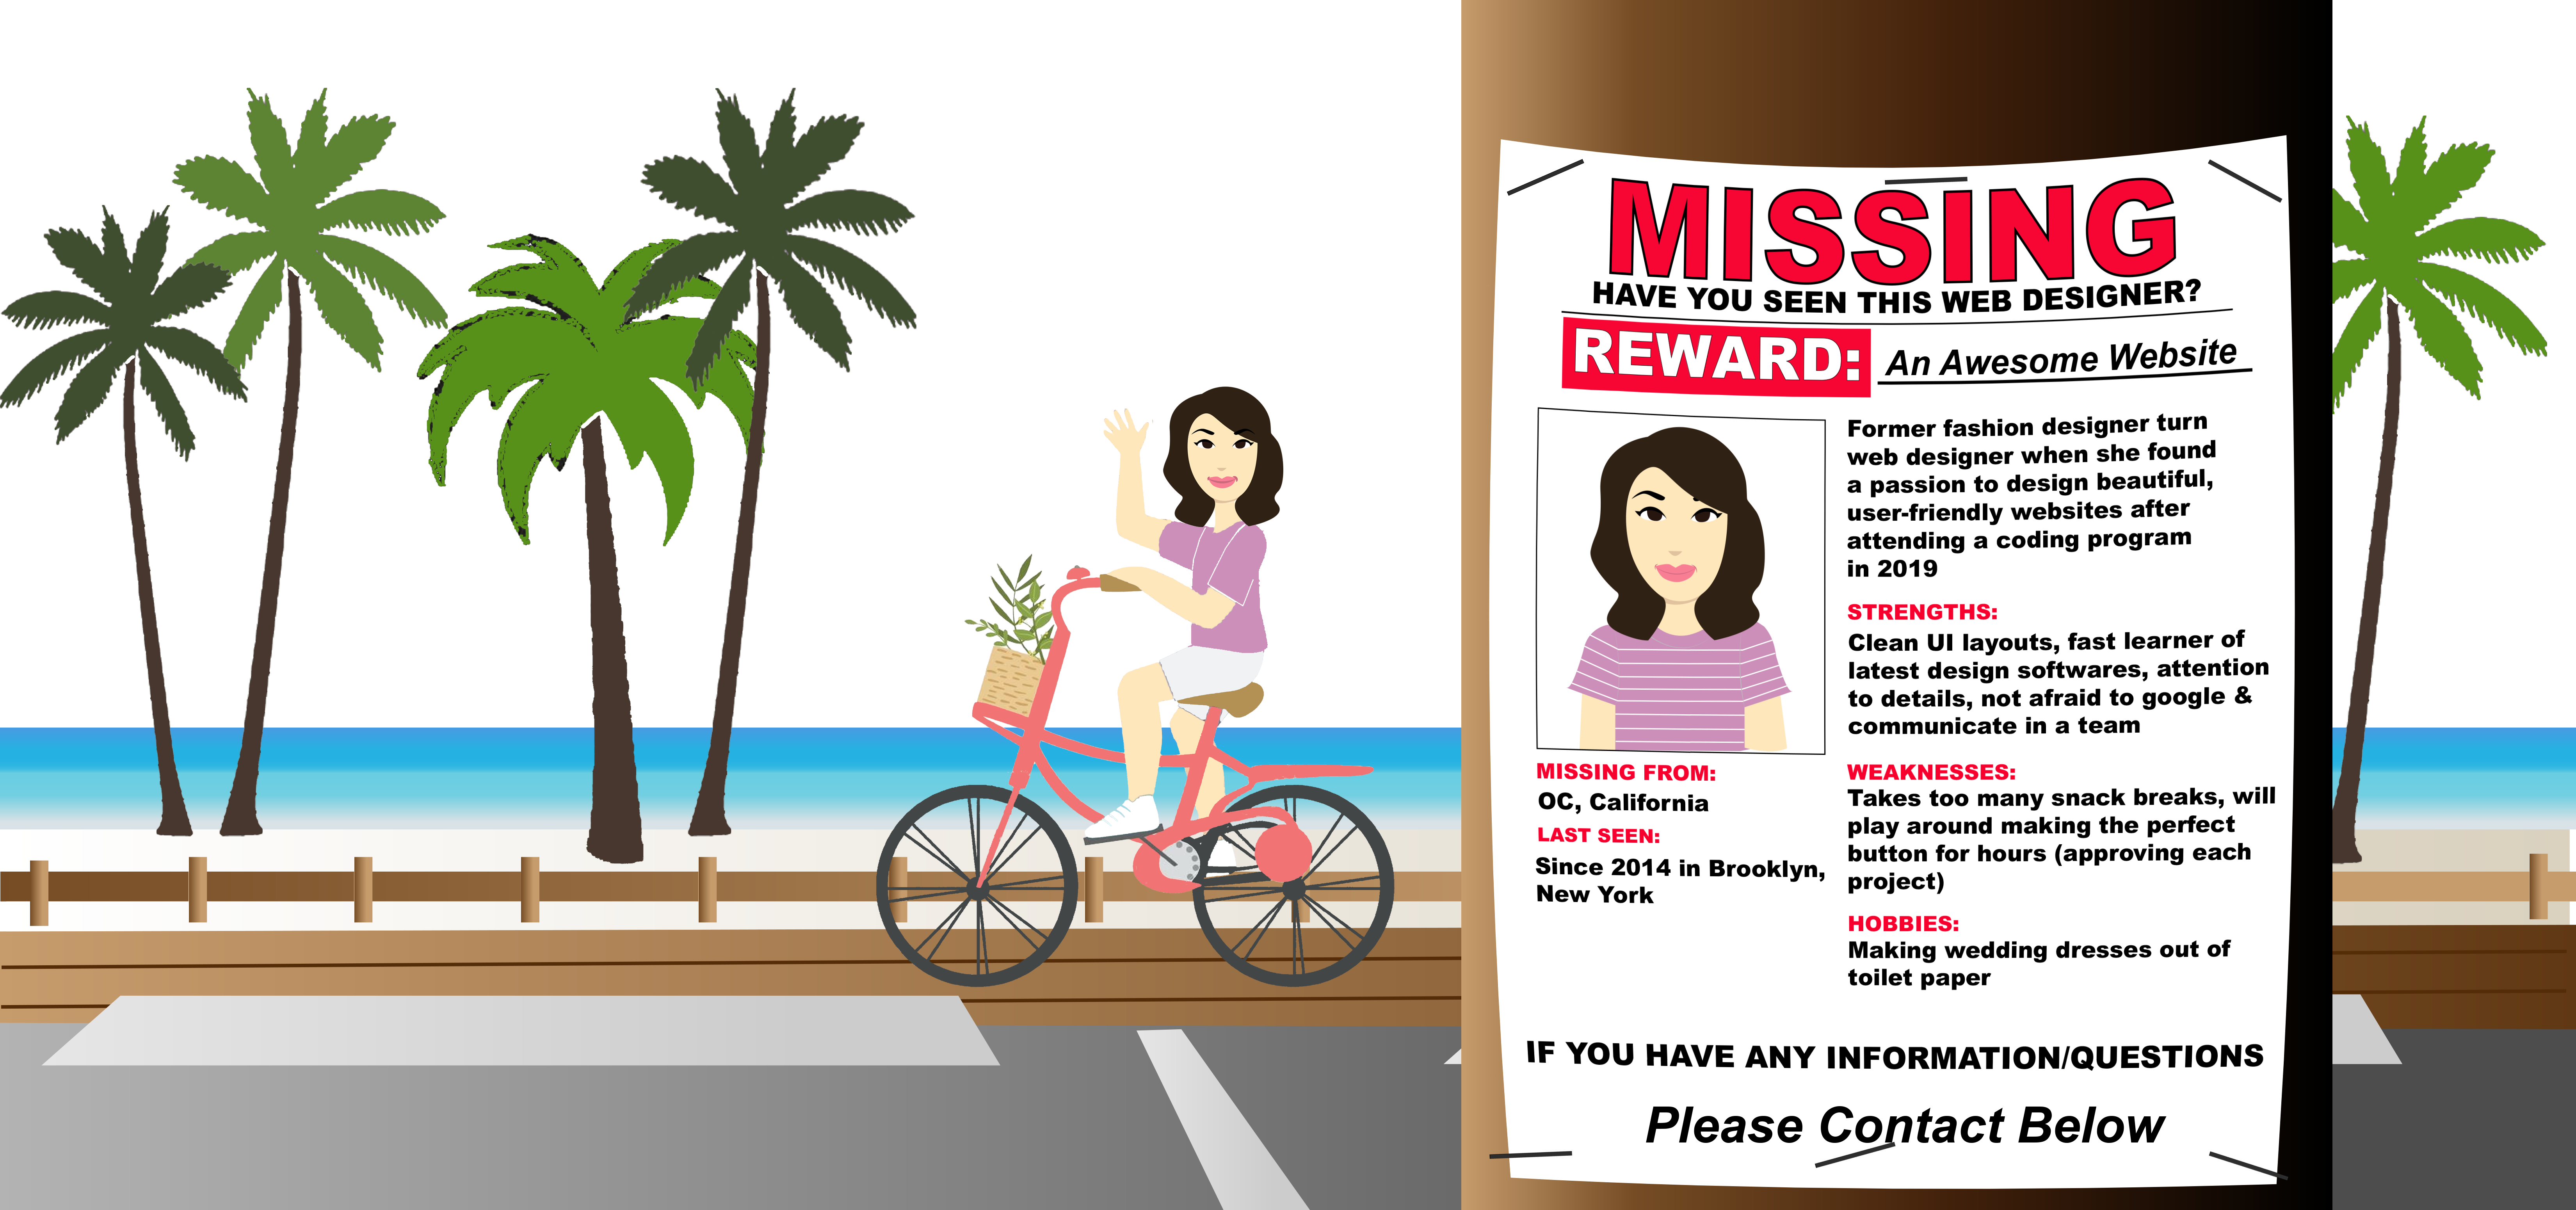 MISSING
HAVE YOU SEEN THIS WEB DESIGNER?
REWARD: An Awesome Website
Former fashion designer turn
web designer when she found
a passion to design beautiful,
user-friendly websites after
attending a coding program
in 2019
STRENGTHS:
Clean UI layouts, fast learner of
latest design softwares, attention
to details, not afraid to google &
communicate in a team
MISSING FROM:
OC, California
LAST SEEN:
Since 2014 in Brooklyn,
New York
WEAKNESSES:
Takes too many snack breaks, will
play around making the perfect
button for hours (approving each
project)
HOBBIES:
Making wedding dresses out of
toilet paper
IF YOU HAVE ANY INFORMATION/QUESTIONS
Please Contact Below